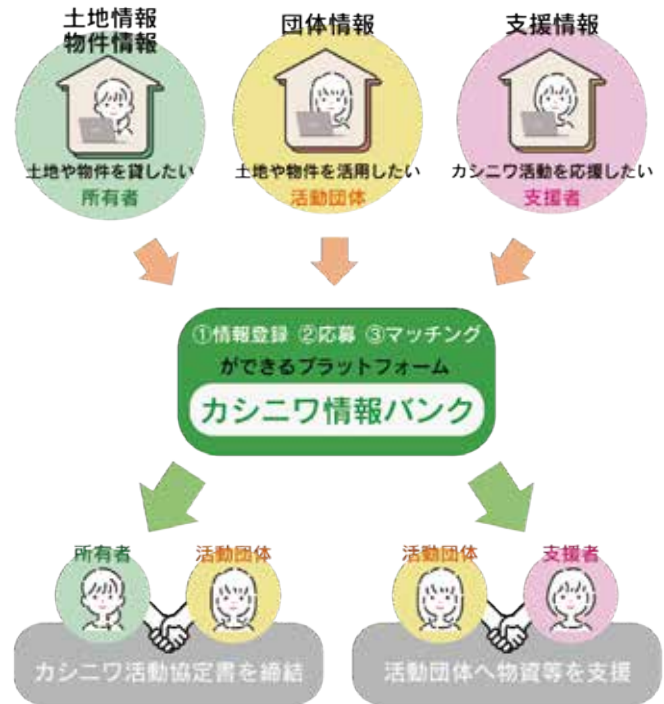 土地情報
物件情報
団体情報
支援情報
土地や物件を貸したい
所有者
土地や物件を活用したい
活動団体
カシニワ活動を応援したい
支援者
①情報登録 ②応募 ③マッチング
ができるプラットフォーム
カシニワ情報バンク
所有者
活動団体
カシニワ活動協定書を締結
活動団体
支援者
活動団体へ物資等を支援